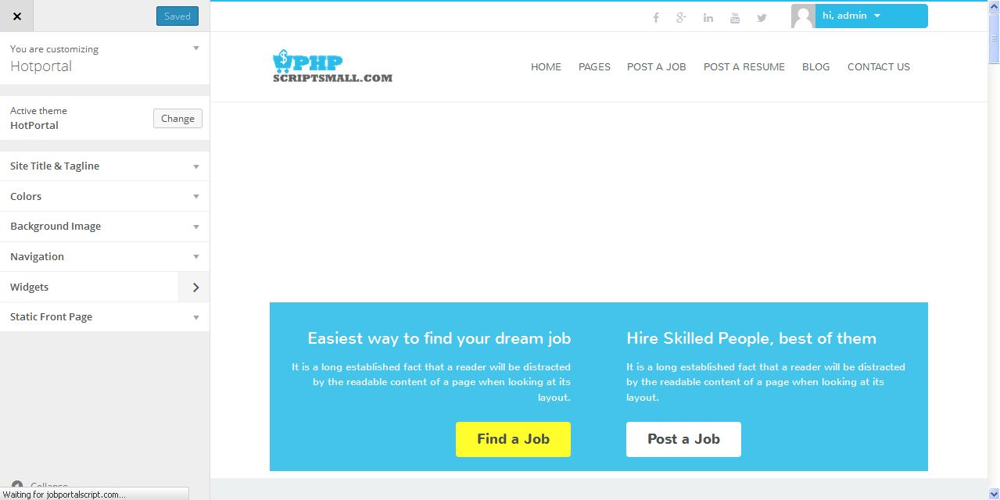 Saved
You are customizing
Hotportal
Active theme
HotPortal
Change
Site Title & Tagline
Colors
Background Image
Navigation
Widgets
Static Front Page
Collapse
Waiting for jobportalscript.com...
hi, admin
PHP
SCRIPTSMALL.COM
HOME PAGES POST A JOB POST A RESUME BLOG CONTACT US
Easiest way to find your dream job
It is a long established fact that a reader will be distracted
by the readable content of a page when looking at its
layout.
Find a Job
Hire Skilled People, best of them
It is a long established fact that a reader will be distracted
by the readable content of a page when looking at its
layout.
Post a Job